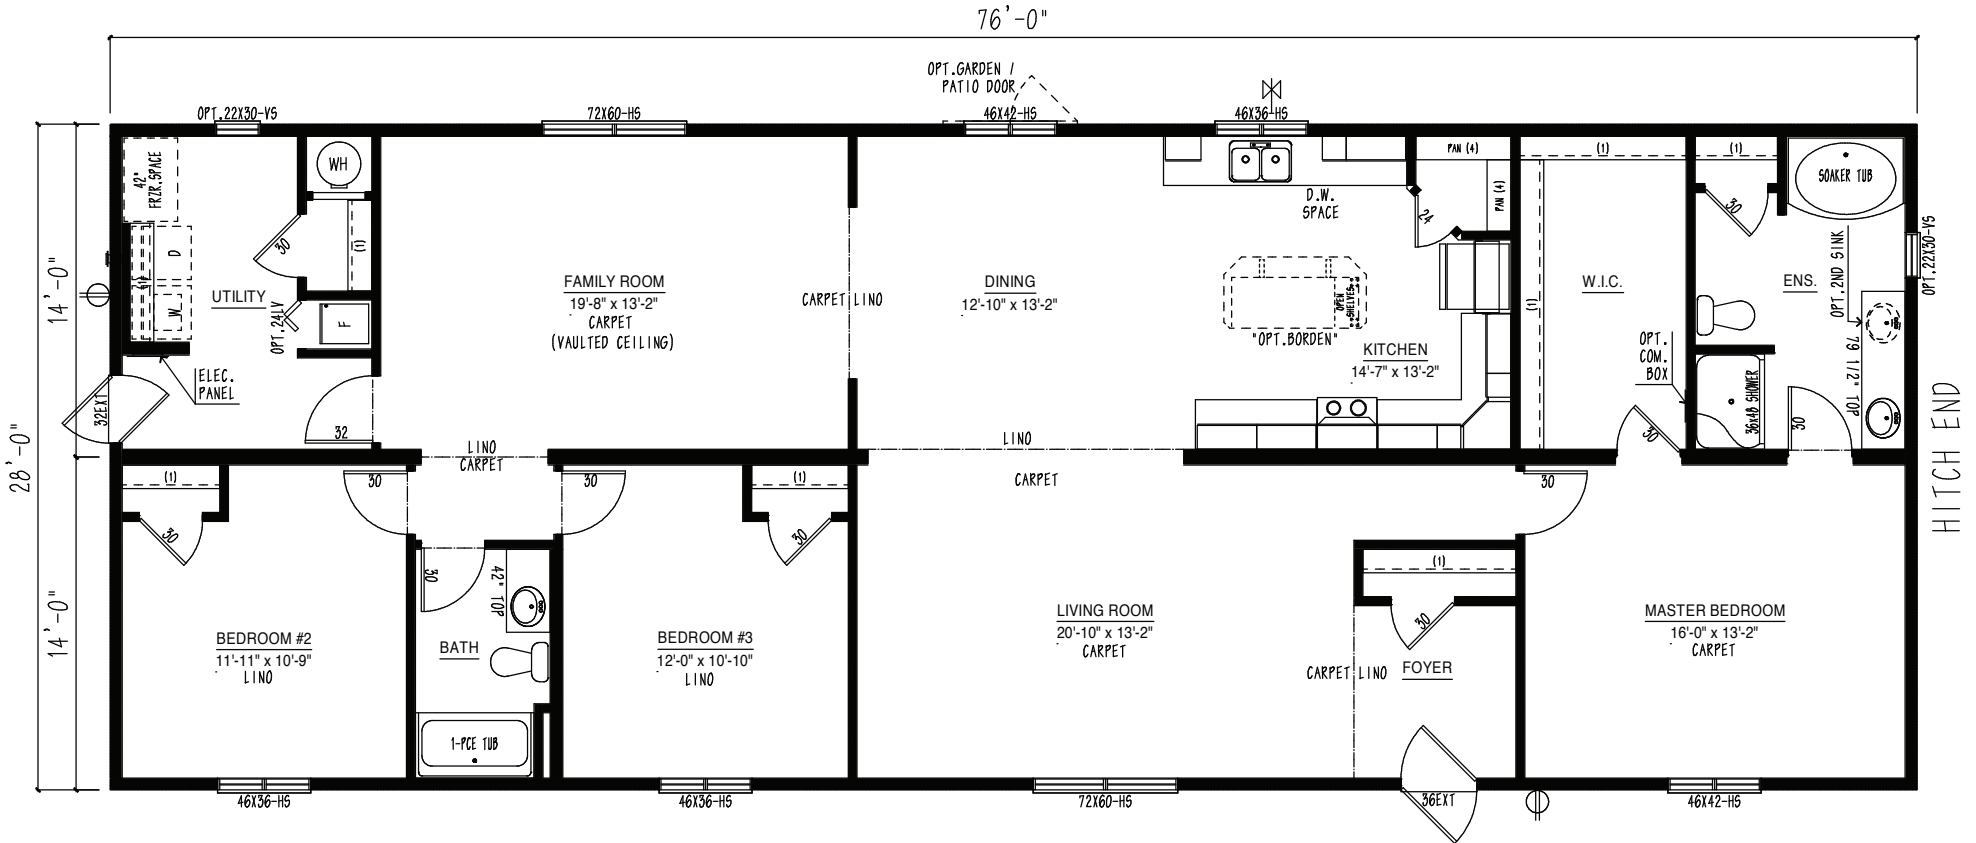 76'-0"
OPT.GARDEN /
PATIO DOOR
OPT.22X30-VS
72X60-HS
46X42-HS
46X36-HS
42"
FRZR.SPACE
WH
PAN (4)
PAN (4)
(1)
(1)
SOAKER TUB
D.W.
SPACE
24
30
30
(1)
D
(1)
W
UTILITY
OPT.24LV
F
FAMILY ROOM
19'-8" x 13'-2"
CARPET
(VAULTED CEILING)
CARPET LINO
DINING
12'-10" x 13'-2"
OPEN
SHELVES
"OPT.BORDEN"
KITCHEN
14'-7" x 13'-2"
(1)
W.I.C.
ENS.
OPT.2ND SINK
OPT.22X30-VS
OPT.
COM.
BOX
79 1/2" TOP
36X48 SHOWER
14'-0"
28'-0"
14'-0"
ELEC.
PANEL
32EXT
32
LINO
CARPET
LINO
CARPET
30
30
HITCH END
(1)
30
30
(1)
30
30
30
30
42" TOP
30
(1)
30
BEDROOM #2
11'-11" x 10'-9"
LINO
BATH
1-PCE TUB
BEDROOM #3
12'-0" x 10'-10"
LINO
LIVING ROOM
20'-10" x 13'-2"
CARPET
CARPET LINO
FOYER
MASTER BEDROOM
16'-0" x 13'-2"
CARPET
46X36-HS
46X36-HS
72X60-HS
36EXT
46X42-HS